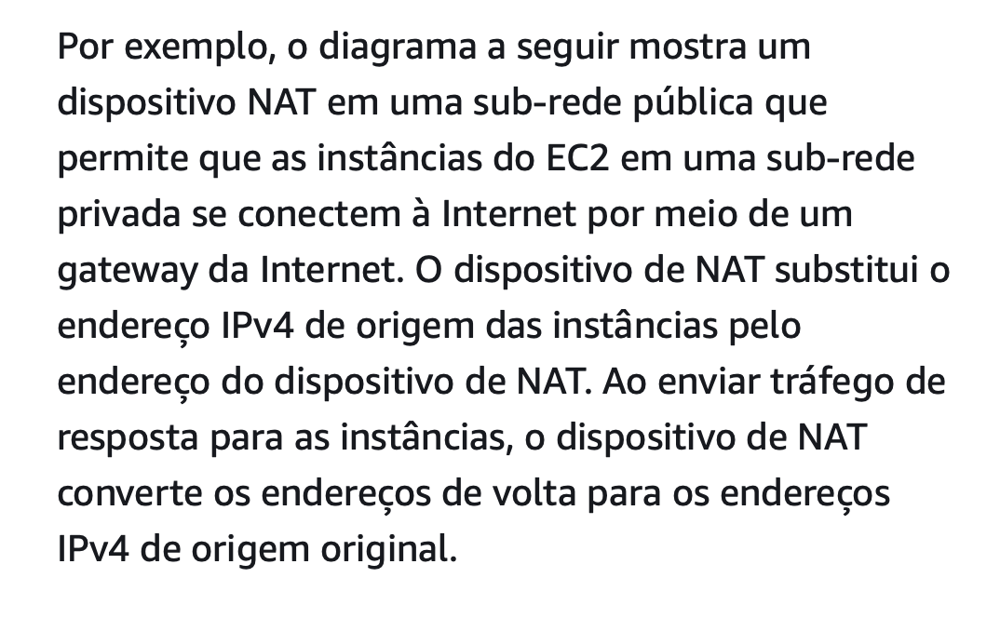 Por exemplo, o diagrama a seguir mostra um
dispositivo NAT em uma sub-rede pública que
permite que as instâncias do EC2 em uma sub-rede
privada se conectem à Internet por meio de um
gateway da Internet. O dispositivo de NAT substitui o
endereço IPv4 de origem das instâncias pelo
endereço do dispositivo de NAT. Ao enviar tráfego de
resposta para as instâncias, o dispositivo de NAT
converte os endereços de volta para os endereços
IPv4 de origem original.